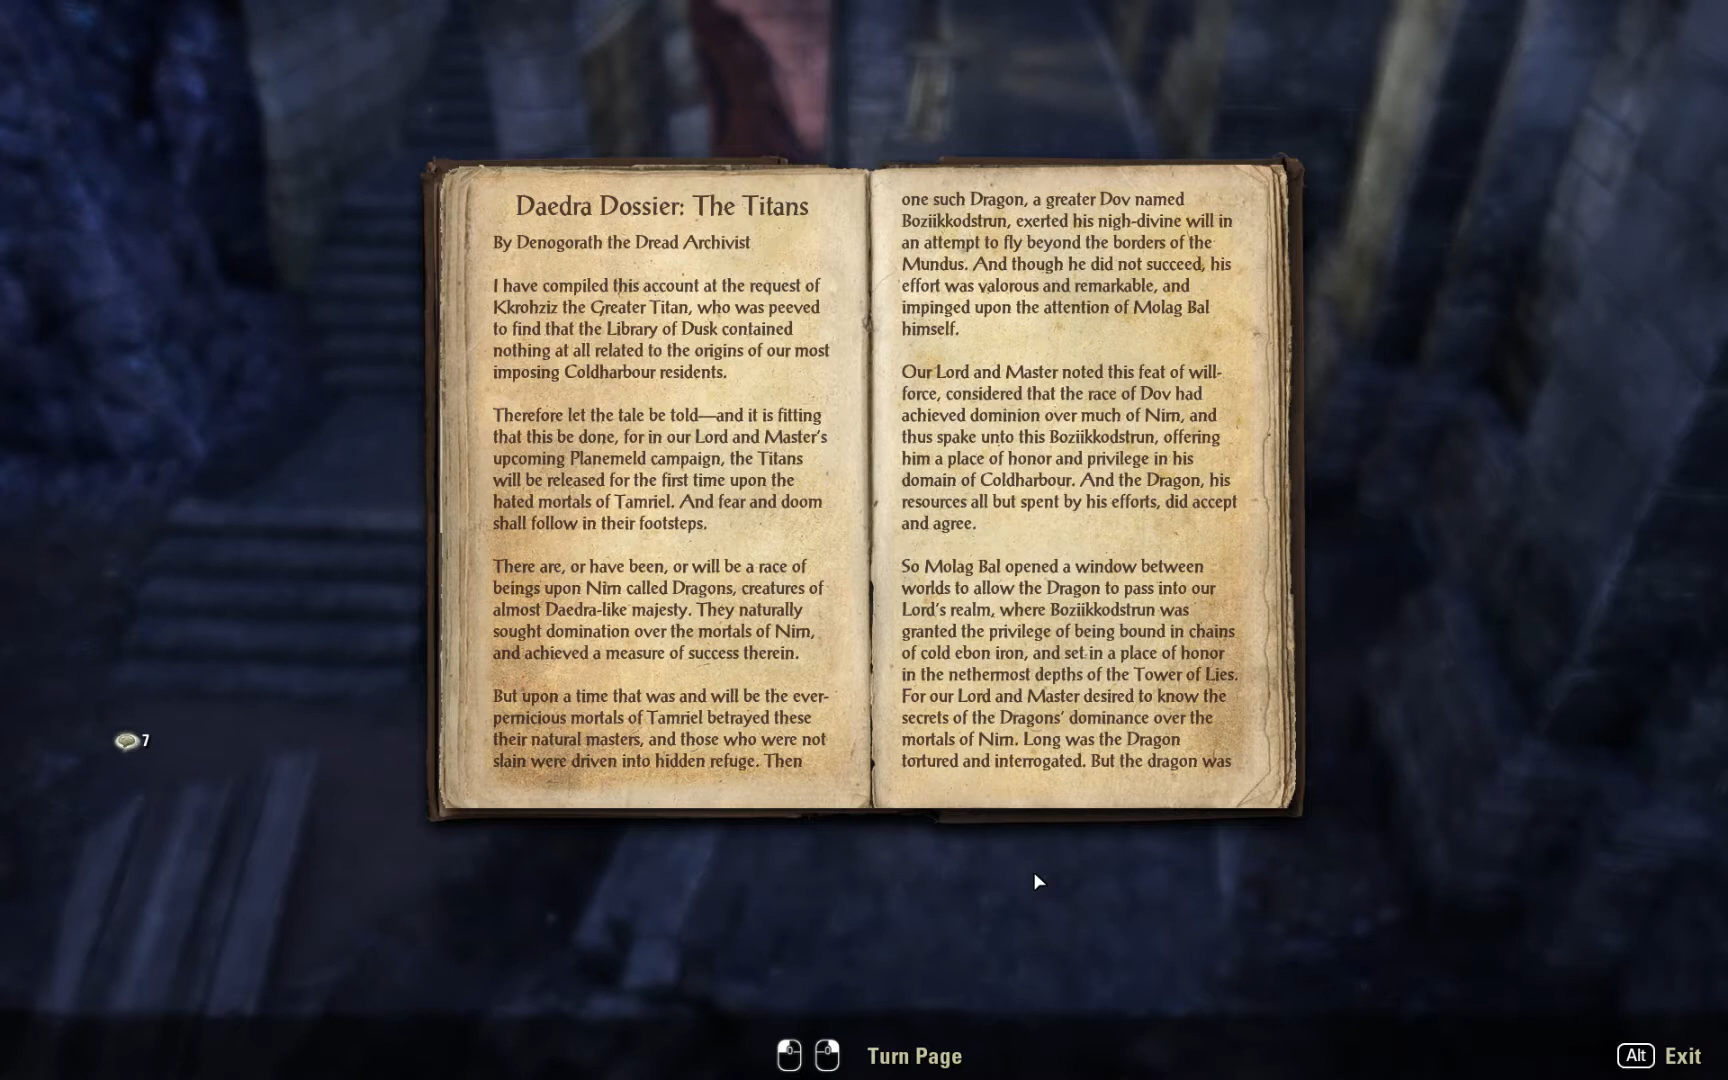 Daedra Dossier: The Titans
By Denogorath the Dread Archivist
I have compiled this account at the request of
Kkrohziz the Greater Titan, who was peeved
to find that the Library of Dusk contained
nothing at all related to the origins of our most
imposing Coldharbour residents.
Therefore let the tale be told—and it is fitting
that this be done, for in our Lord and Master's
upcoming Planemeld campaign, the Titans
will be released for the first time upon the
hated mortals of Tamriel. And fear and doom
shall follow in their footsteps.
There are, or have been, or will be a race of
beings upon Nirn called Dragons, creatures of
almost Daedra-like majesty. They naturally
sought domination over the mortals of Nirn,
and achieved a measure of success therein.
But upon a time that was and will be the ever-
pernicious mortals of Tamriel betrayed these
their natural masters, and those who were not
slain were driven into hidden refuge. Then
one such Dragon, a greater Dov named
Boziikkodstrun, exerted his nigh-divine will in
an attempt to fly beyond the borders of the
Mundus. And though he did not succeed, his
effort was valorous and remarkable, and
impinged upon the attention of Molag Bal
himself.
Our Lord and Master noted this feat of will-
force, considered that the race of Dov had
achieved dominion over much of Nirn, and
thus spake unto this Boziikkodstrun, offering
him a place of honor and privilege in his
domain of Coldharbour. And the Dragon, his
resources all but spent by his efforts, did accept
and agree.
So Molag Bal opened a window between
worlds to allow the Dragon to pass into our
Lord's realm, where Boziikkodstrun was
granted the privilege of being bound in chains
of cold ebon iron, and set in a place of honor
in the nethermost depths of the Tower of Lies.
For our Lord and Master desired to know the
secrets of the Dragons' dominance over the
mortals of Nirn. Long was the Dragon
tortured and interrogated. But the dragon was
7
Turn Page
Alt Exit